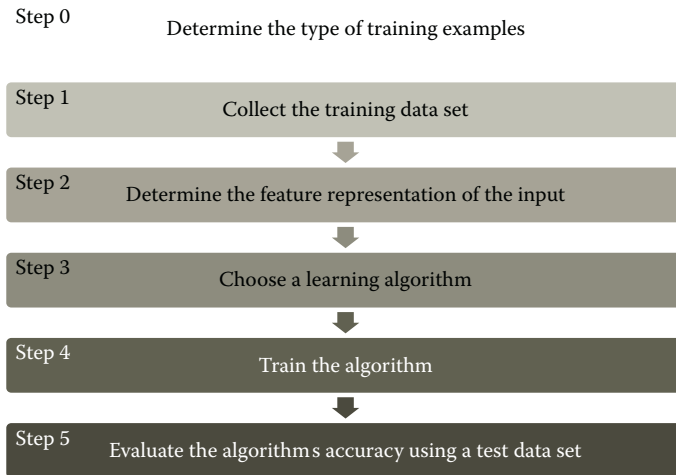 Step 0
Determine the type of training examples
Step 1
Collect the training data set
Step 2
Determine the feature representation of the input
Step 3
Choose a learning algorithm
Step 4
Train the algorithm
Step 5
Evaluate the algorithms accuracy using a test data set